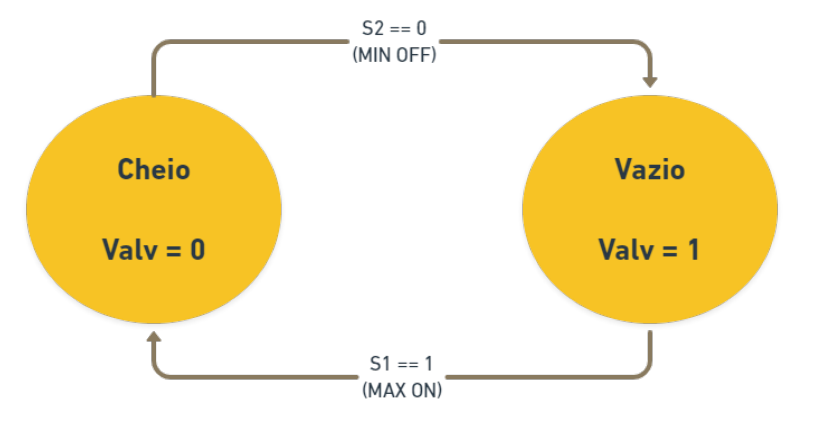 S2 == 0
(MIN OFF)
Cheio
Valv = 0
Vazio
Valv = 1
S1 == 1
(MAX ON)